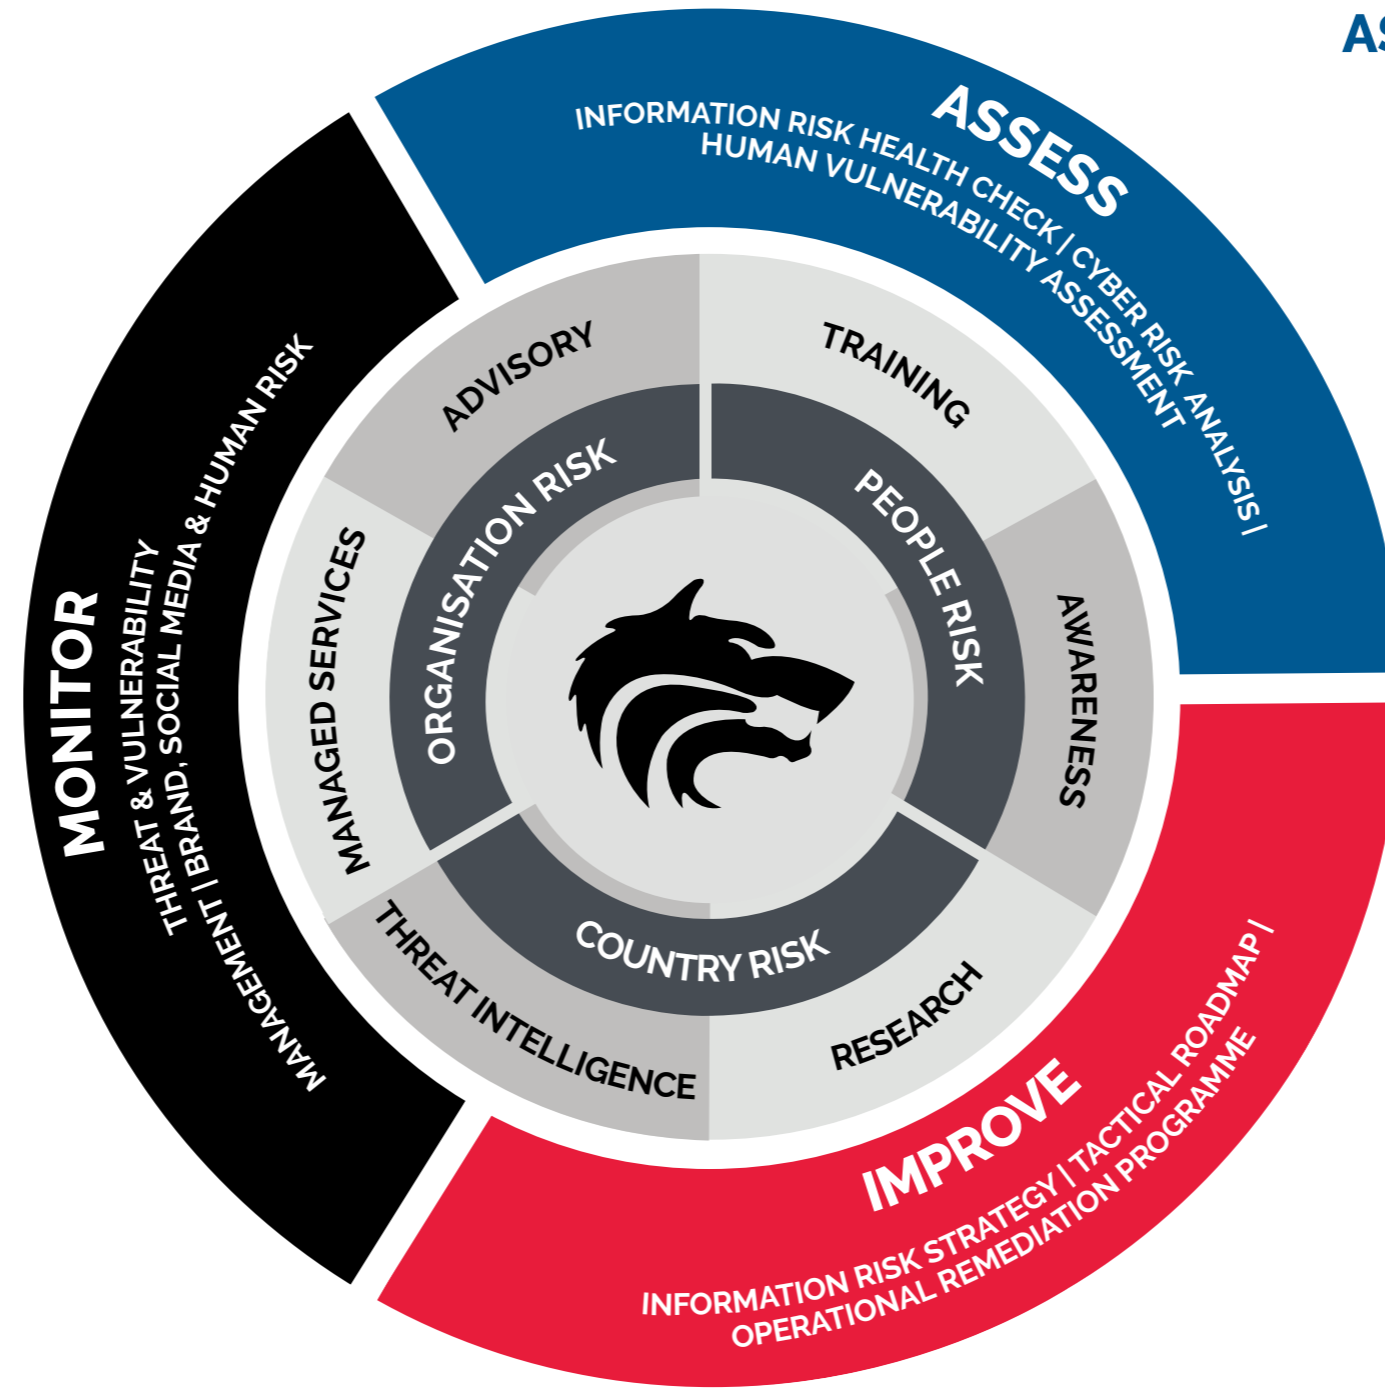 AS
ASSESS
INFORMATION RISK HEALTH CHECK | CYBER RISK ANALYSIS |
HUMAN VULNERABILITY ASSESSMENT
MONITOR
THREAT & VULNERABILITY
MANAGEMENT | BRAND, SOCIAL MEDIA & HUMAN RISK
THREAT
IMPROVE
INFORMATION RISK STRATEGY | TACTICAL ROADMAP |
OPERATIONAL REMEDIATION PROGRAMME
ADVISORY
TRAINING
AWARENESS
RESEARCH
THREAT INTELLIGENCE
MANAGED SERVICES
ORGANISATION RISK
PEOPLE RISK
COUNTRY RISK